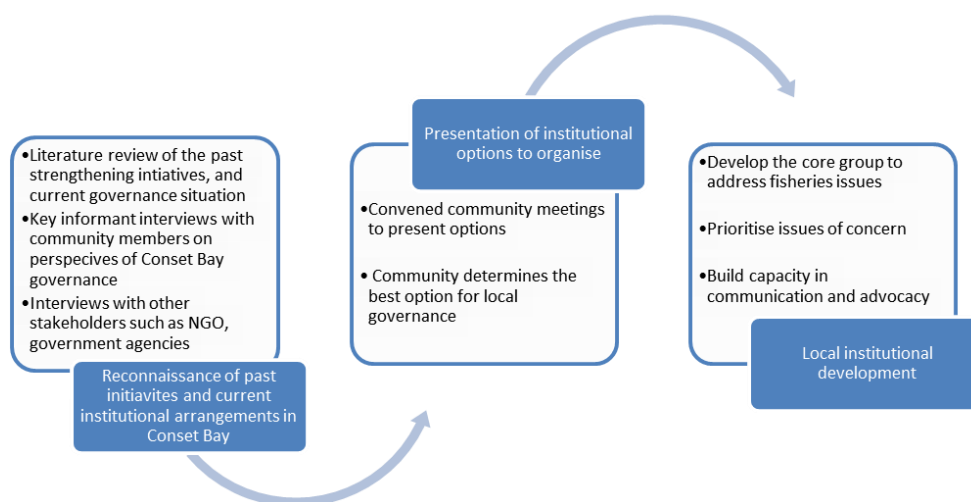 •Literature review of the past
strengthening intiatives, and
current governance situation
•Key informant interviews with
community members on
perspecives of Conset Bay
governance
•Interviews with other
stakeholders such as NGO,
government agencies
Reconnaissance of past
initiavites and current
institutional arrangements in
Conset Bay
Presentation of institutional
options to organise
•Convened community meetings
to present options
• Community determines the
best option for local
governance
•Develop the core group to
address fisheries issues
•Prioritise issues of concern
•Build capacity in
communication and advocacy
Local institutional
development